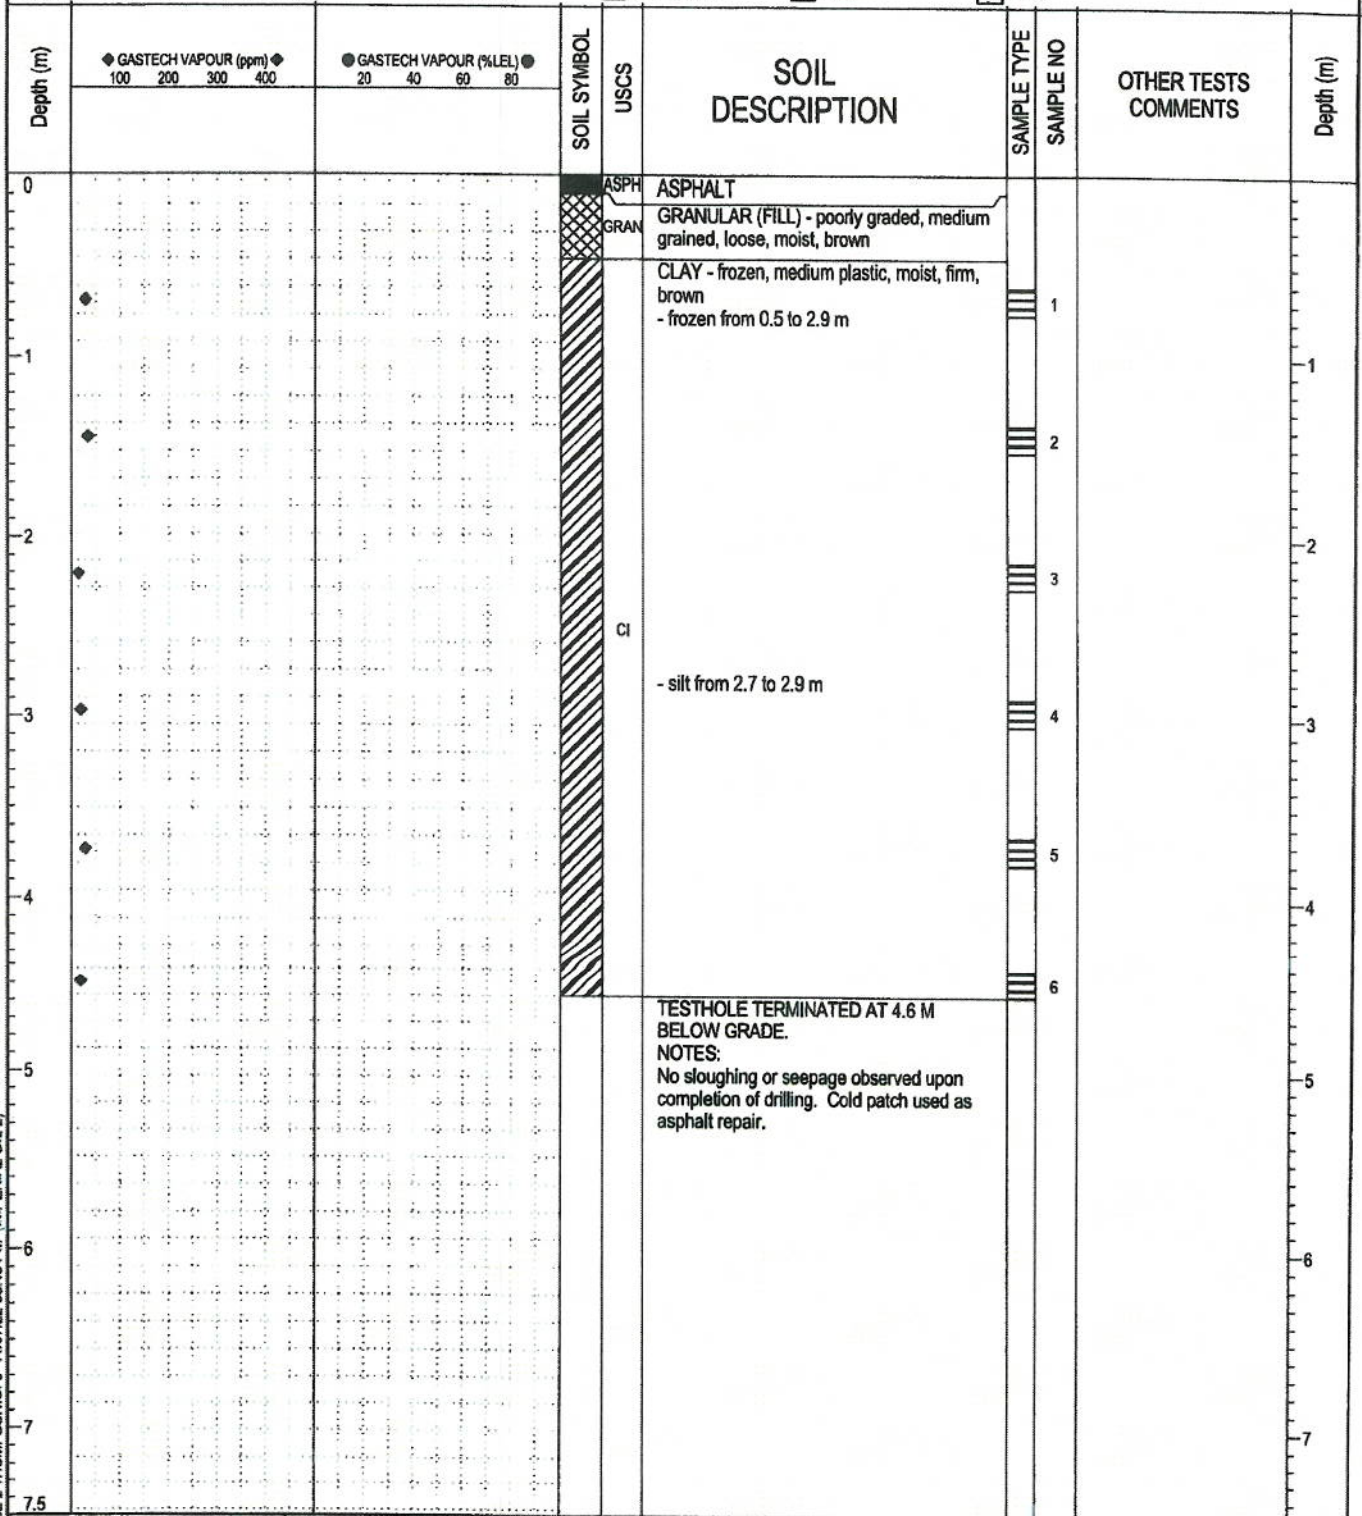 Depth (m)
◆ GASTECH VAPOUR (ppm) ◆
100 200 300 400
● GASTECH VAPOUR (%LEL) ●
20 40 60 80
SOIL SYMBOL
USCS
SOIL
DESCRIPTION
SAMPLE TYPE
SAMPLE NO
OTHER TESTS
COMMENTS
Depth (m)
0
ASPH
ASPHALT
GRAN
GRANULAR (FILL) - poorly graded, medium
grained, loose, moist, brown
CLAY - frozen, medium plastic, moist, firm,
brown
- frozen from 0.5 to 2.9 m
1
1
1
2
2
2
3
CI
- silt from 2.7 to 2.9 m
3
4
3
5
4
4
6
TESTHOLE TERMINATED AT 4.6 M
BELOW GRADE.
NOTES:
No sloughing or seepage observed upon
completion of drilling. Cold patch used as
asphalt repair.
5
5
6
6
7
7
7.5